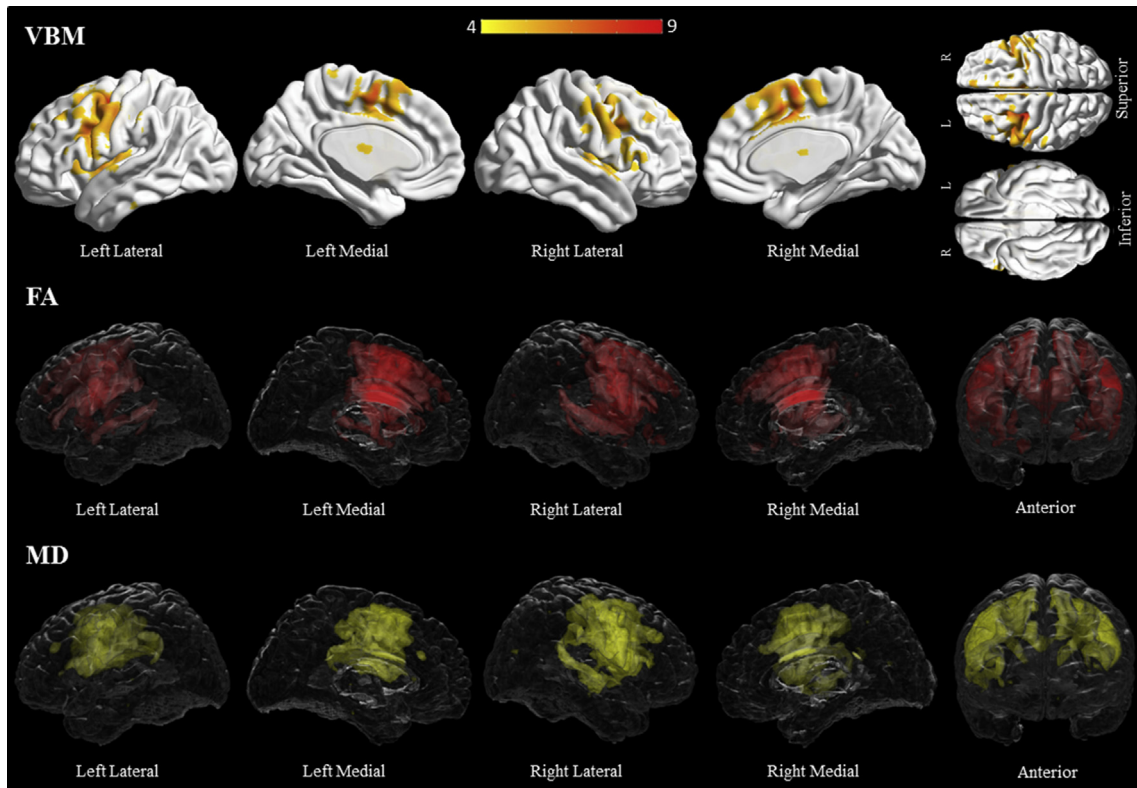 VBM
4 9
R
L
Superior
L
R
Inferior
Left Lateral Left Medial Right Lateral Right Medial
FA
Left Lateral Left Medial Right Lateral Right Medial Anterior
MD
Left Lateral Left Medial Right Lateral Right Medial Anterior